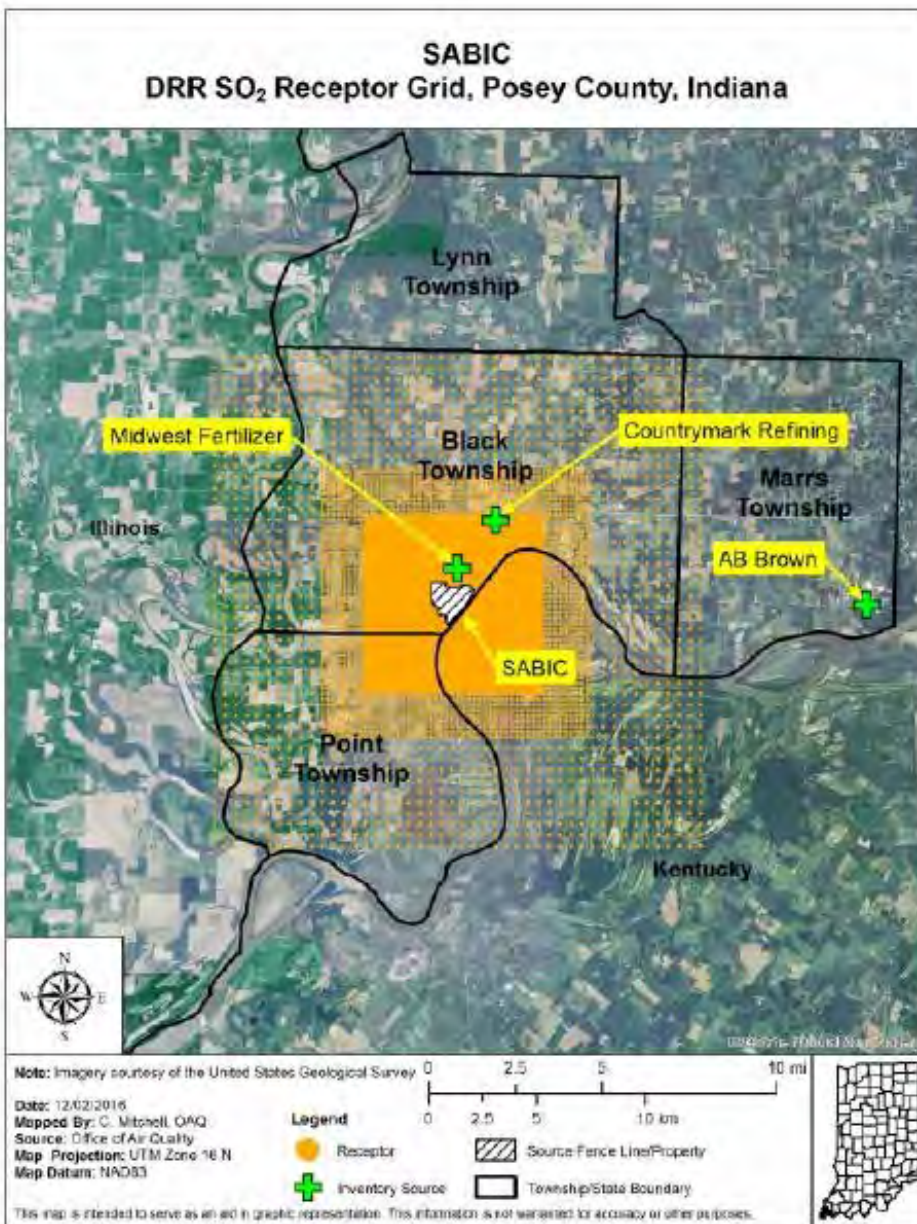 SABIC
DRR SO₂ Receptor Grid, Posey County, Indiana
Lynn
Township
Midwest Fertilizer
Black
Township
Countrymark Refining
Marrs
Township
Illinois
AB Brown
SABIC
Point
Township
Kentucky
N
W E
S
Note: Imagery courtesy of the United States Geological Survey
0 2.5 5 10 mi
0 2.5 5 10 km
Date: 12/02/2016
Mapped By: C. Mitchell, OAQ
Source: Office of Air Quality
Map Projection: UTM Zone 16 N
Map Datum: NAD83
Legend
Receptor
Source Fence Line/Property
Inventory Source
Township/State Boundary
This map is intended to serve as an aid in graphic representation. This information is not warranted for accuracy or other purposes.